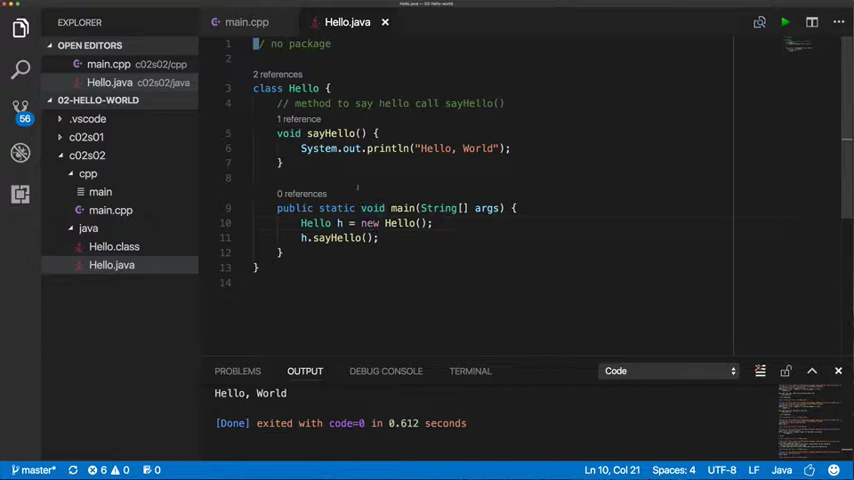 Hello.java — 02-Hello-world
EXPLORER
main.cpp
Hello.java
OPEN EDITORS
main.cpp c02s02/cpp
Hello.java c02s02/java
02-HELLO-WORLD
.vscode
c02s01
c02s02
cpp
main
main.cpp
java
Hello.class
Hello.java
56
1 / no package
2
2 references
3 class Hello {
4 // method to say hello call sayHello()
1 reference
5 void sayHello() {
6 System.out.println("Hello, World");
7 }
8
0 references
9 public static void main(String[] args) {
10 Hello h = new Hello();
11 h.sayHello();
12 }
13 }
14
PROBLEMS OUTPUT DEBUG CONSOLE TERMINAL Code
Hello, World
[Done] exited with code=0 in 0.612 seconds
master* 6 0 0 Ln 10, Col 21 Spaces: 4 UTF-8 LF Java